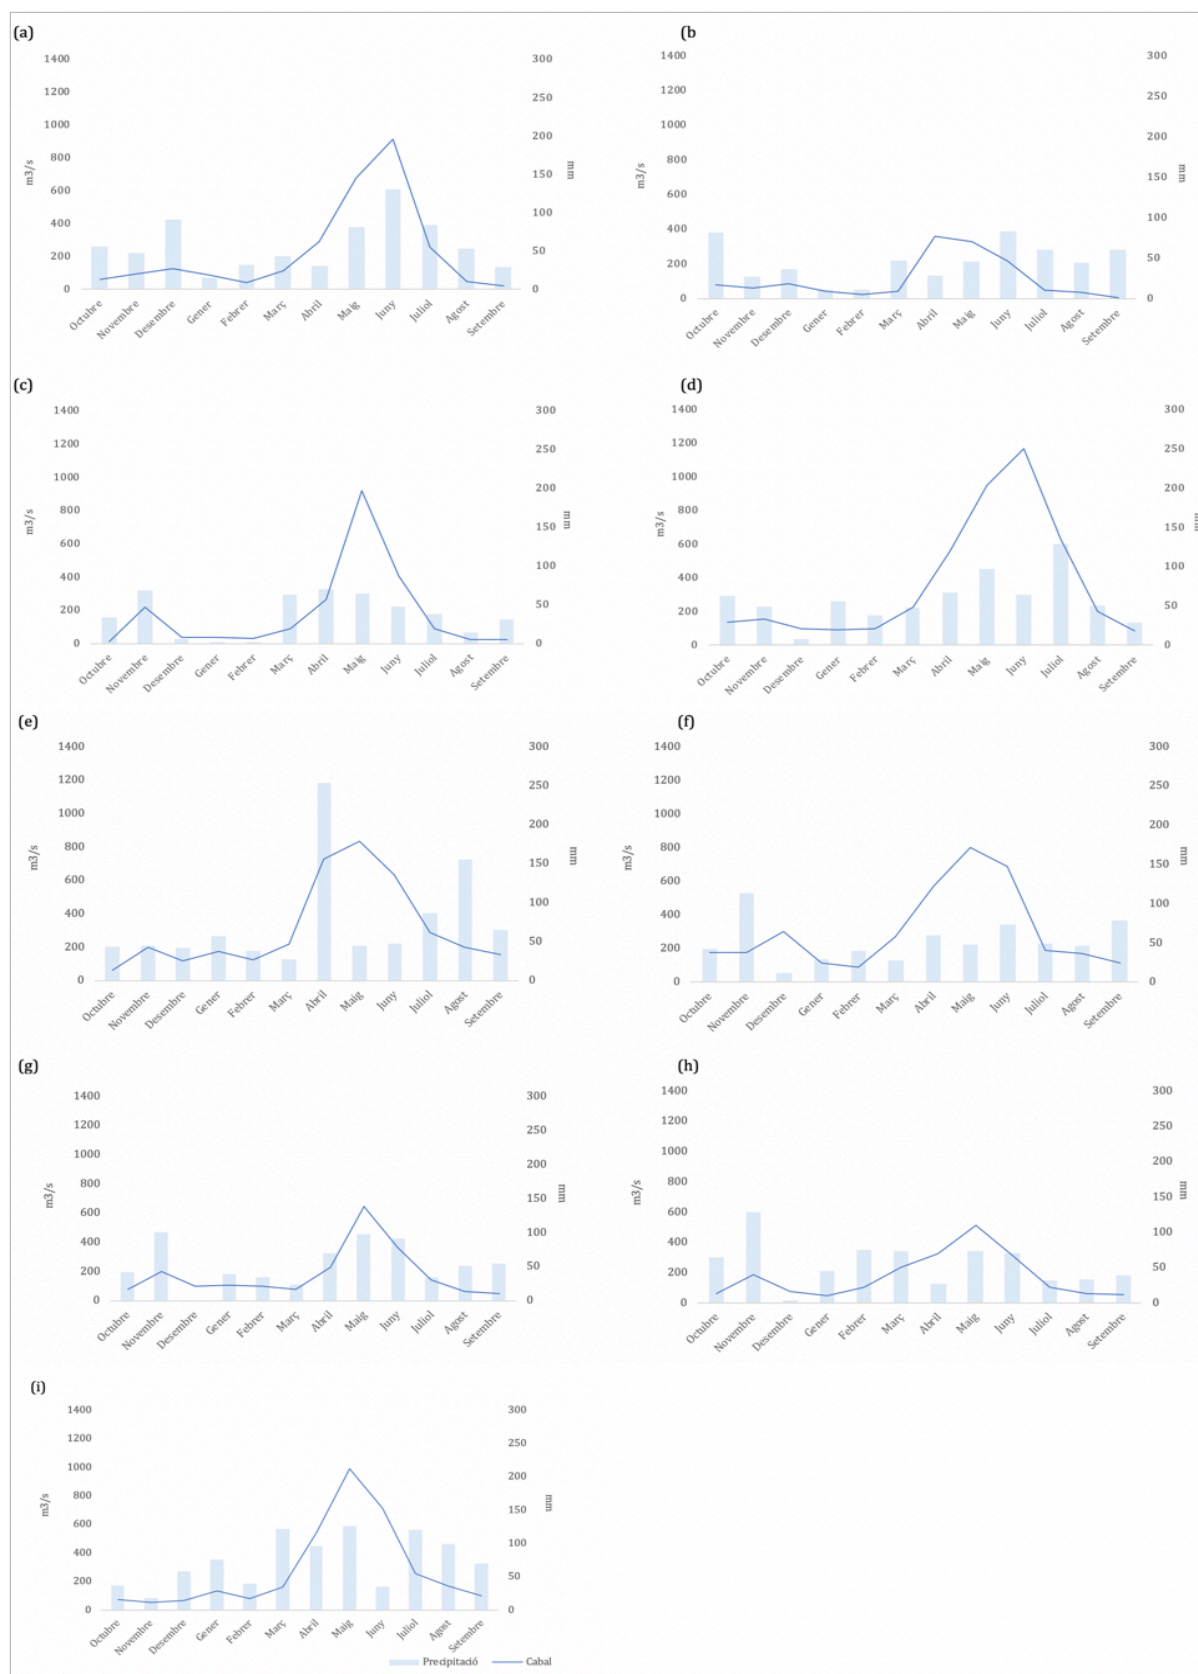 (a)
1400
1200
1000
800
600
400
200
0
m3/s
300
250
200
150
100
50
0
mm
Octubre
Novembre
Desembre
Gener
Febrer
Març
Abril
Maig
Juny
Juliol
Agost
Setembre
(b
1400
1200
1000
800
600
400
200
0
m3/s
300
250
200
150
100
50
0
mm
Octubre
Novembre
Desembre
Gener
Febrer
Març
Abril
Maig
Juny
Juliol
Agost
Setembre
(c)
1400
1200
1000
800
600
400
200
0
m3/s
300
250
200
150
100
50
0
mm
Octubre
Novembre
Desembre
Gener
Febrer
Març
Abril
Maig
Juny
Juliol
Agost
Setembre
(d)
1400
1200
1000
800
600
400
200
0
m3/s
300
250
200
150
100
50
0
Octubre
Novembre
Desembre
Gener
Febrer
Març
Abril
Maig
Juny
Juliol
Agost
Setembre
(e)
1400
1200
1000
800
600
400
200
0
m3/s
300
250
200
150
100
50
0
mm
Octubre
Novembre
Desembre
Gener
Febrer
Març
Abril
Maig
Juny
Juliol
Agost
Setembre
(f)
1400
1200
1000
800
600
400
200
0
m3/s
300
250
200
150
100
50
0
mm
Octubre
Novembre
Desembre
Gener
Febrer
Març
Abril
Maig
Juny
Juliol
Agost
Setembre
(g)
1400
1200
1000
800
600
400
200
0
m3/s
300
250
200
150
100
50
0
mm
Octubre
Novembre
Desembre
Gener
Febrer
Març
Abril
Maig
Juny
Juliol
Agost
Setembre
(h)
1400
1200
1000
800
600
400
200
0
m3/s
300
250
200
150
100
50
0
mm
Octubre
Novembre
Desembre
Gener
Febrer
Març
Abril
Maig
Juny
Juliol
Agost
Setembre
(i)
1400
1200
1000
800
600
400
200
0
m3/s
300
250
200
150
100
50
0
mm
Octubre
Novembre
Desembre
Gener
Febrer
Març
Abril
Maig
Juny
Juliol
Agost
Setembre
Precipitació Cabal